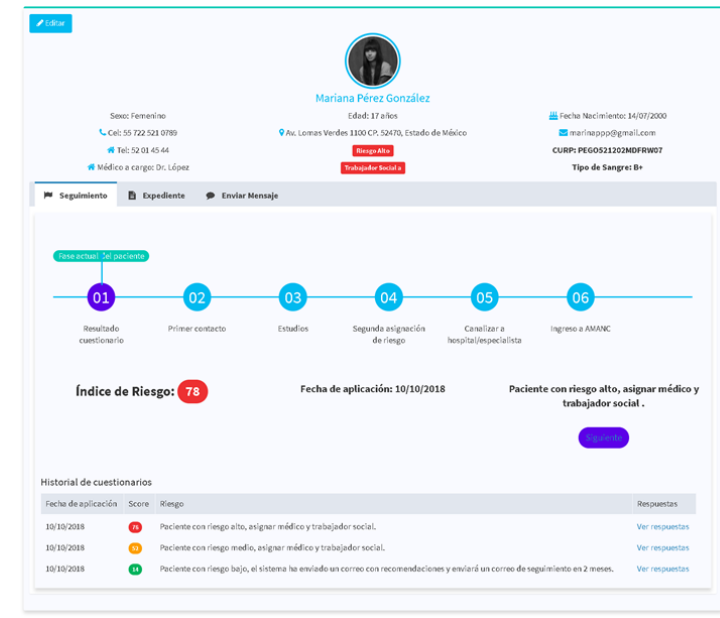 Editar
Mariana Pérez González
Sexo: Femenino
Edad: 17 años
Fecha Nacimiento: 14/07/2000
Cel: 55 722 521 0789
Av. Lomas Verdes 1100 CP. 52470, Estado de México
marinappp@gmail.com
Tel: 52 01 45 44
Riesgo Alto
CURP: PEGO521202MDFRW07
Médico a cargo: Dr. López
Trabajador Social a
Tipo de Sangre: B+
Seguimiento
Expediente
Enviar Mensaje
Fase actual del paciente
01
02
03
04
05
06
Resultado
cuestionario
Primer contacto
Estudios
Segunda asignación
de riesgo
Canalizar a
hospital/especialista
Ingreso a AMANC
Índice de Riesgo: 78
Fecha de aplicación: 10/10/2018
Paciente con riesgo alto, asignar médico y
trabajador social .
Siguiente
Historial de cuestionarios
Fecha de aplicación Score Riesgo Respuestas
10/10/2018 78 Paciente con riesgo alto, asignar médico y trabajador social. Ver respuestas
10/10/2018 Paciente con riesgo medio, asignar médico y trabajador social. Ver respuestas
10/10/2018 Paciente con riesgo bajo, el sistema ha enviado un correo con recomendaciones y enviará un correo de seguimiento en 2 meses. Ver respuestas